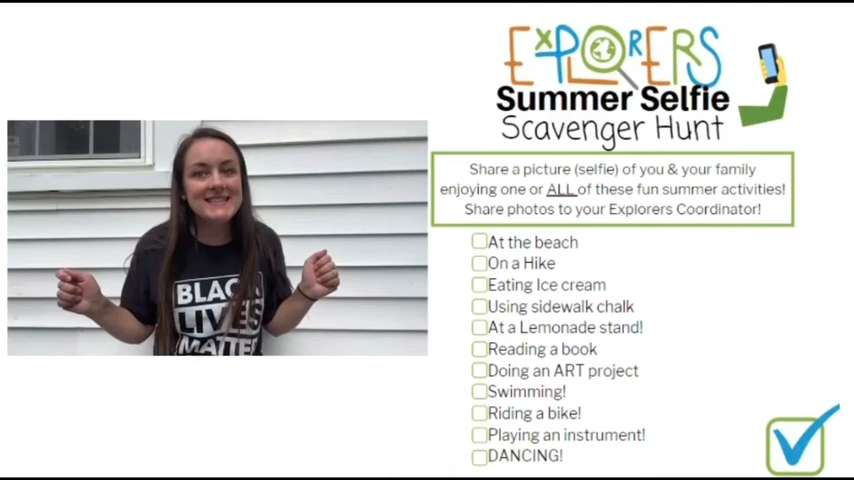 EXPLORERS
Summer Selfie
Scavenger Hunt
Share a picture (selfie) of you & your family
enjoying one or ALL of these fun summer activities!
Share photos to your Explorers Coordinator!
At the beach
On a Hike
Eating Ice cream
Using sidewalk chalk
At a Lemonade stand!
Reading a book
Doing an ART project
Swimming!
Riding a bike!
Playing an instrument!
DANCING!
BLACK
LIVES
MATTER